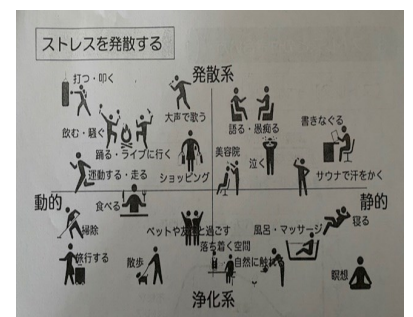 ストレスを発散する
発散系
打つ・叩く
大声で歌う
語る・愚痴る
書きなぐる
飲む・騒ぐ
踊る・ライブに行く
美容院
泣く
運動する・走る
ショッピング
サウナで汗をかく
動的
静的
食べる
掃除
ペットや友達と過ごす
風呂・マッサージ
寝る
落ち着く空間
旅行する
散歩
自然に触れ
瞑想
浄化系